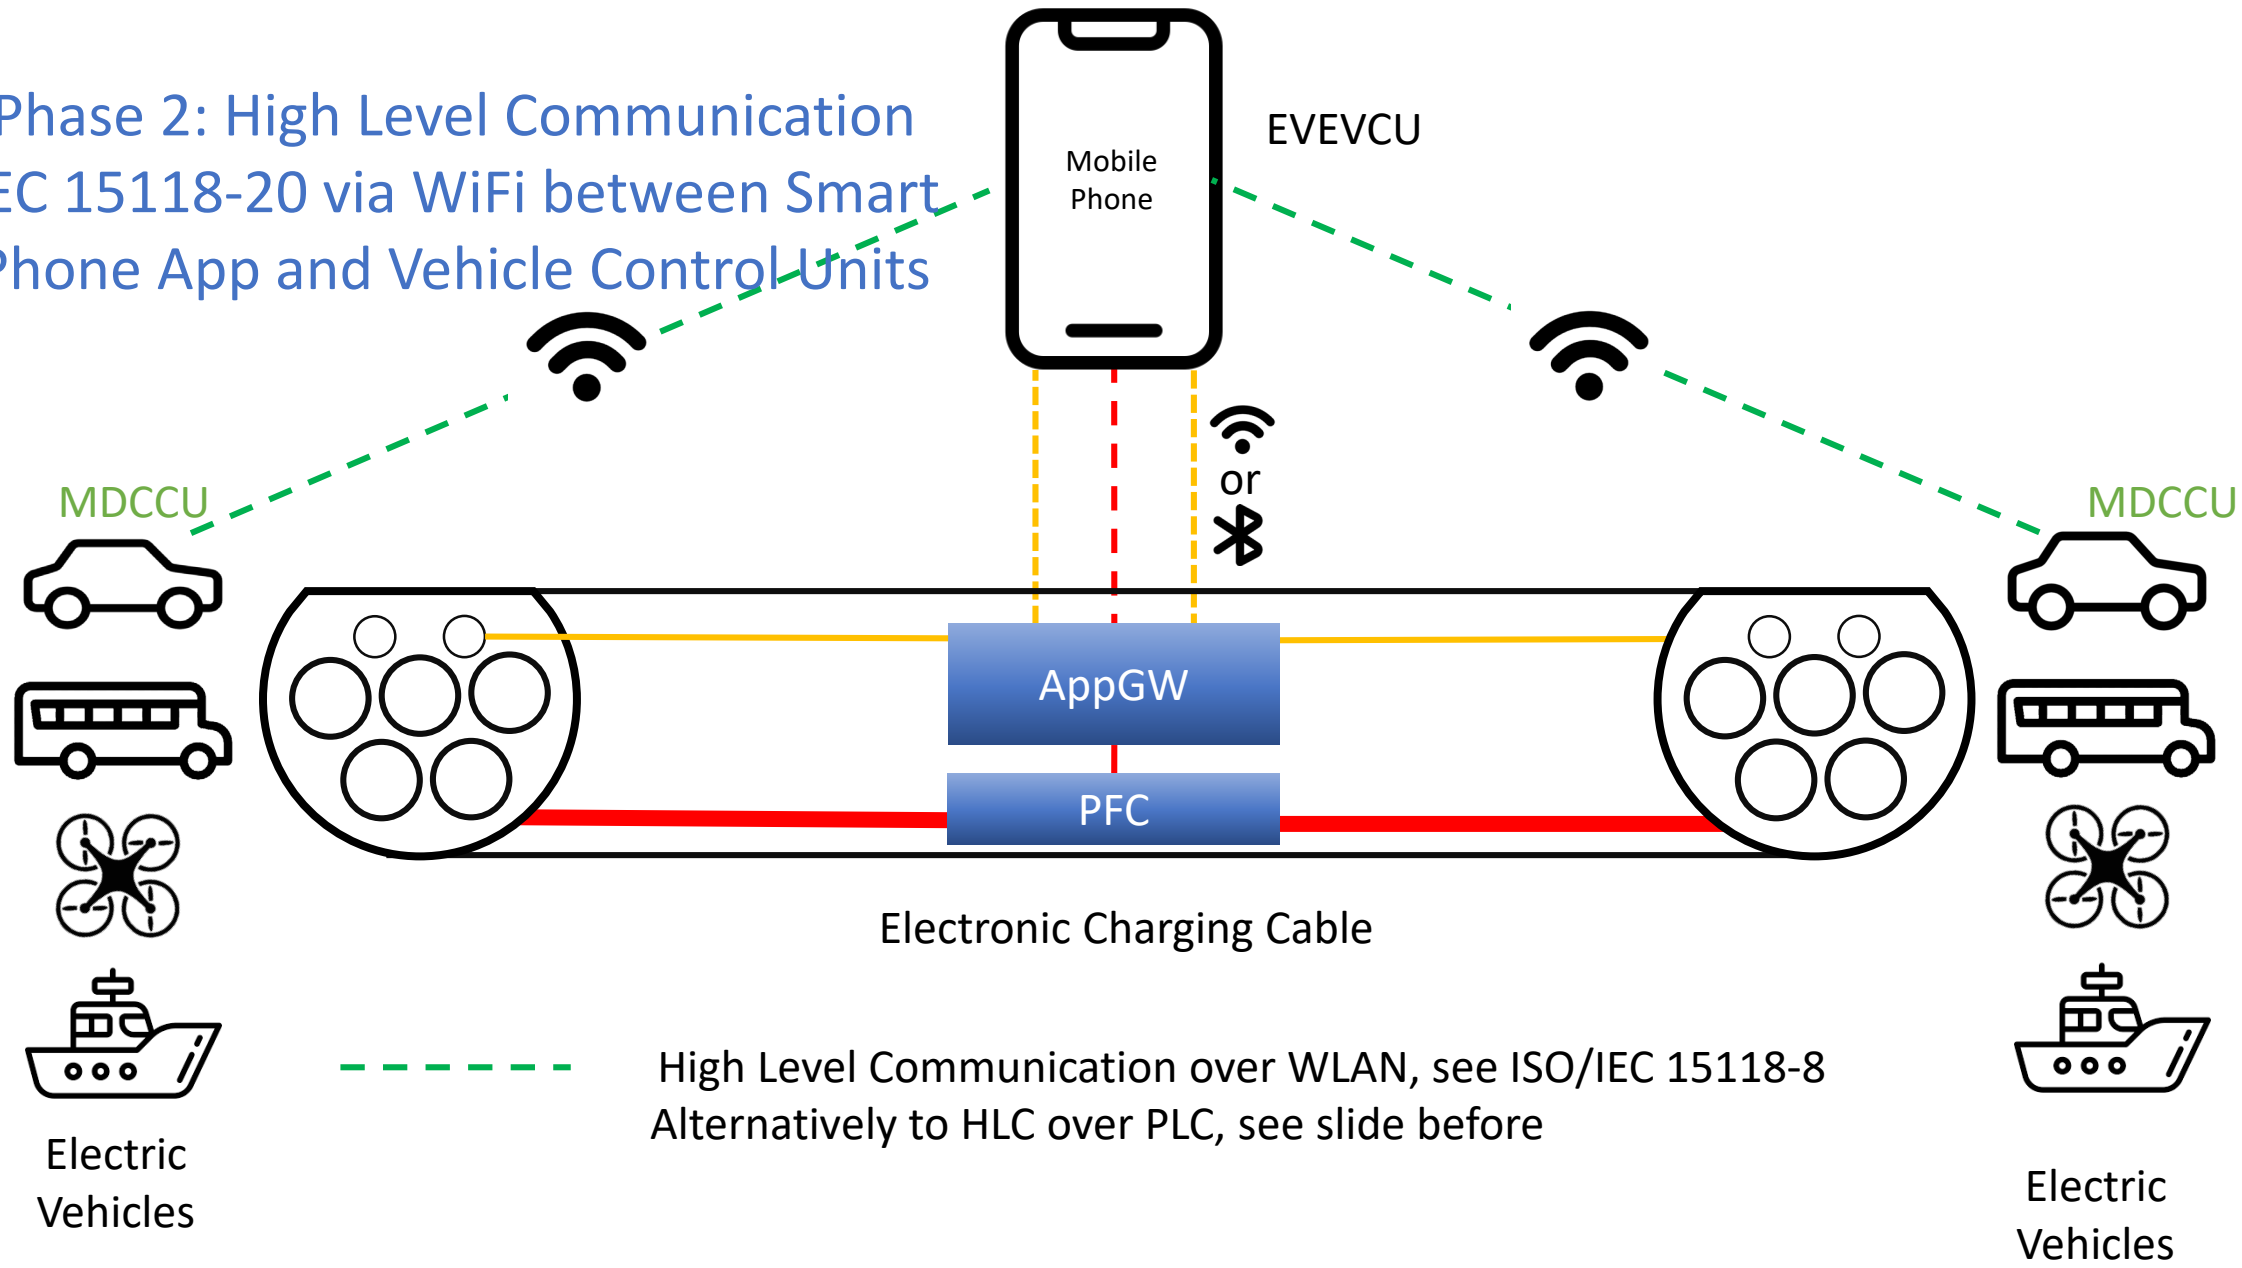 Phase 2: High Level Communication
EC 15118-20 via WiFi between Smart
Phone App and Vehicle Control Units
Mobile
Phone
EVEVCU
or
MDCCU
MDCCU
AppGW
PFC
Electronic Charging Cable
High Level Communication over WLAN, see ISO/IEC 15118-8
Alternatively to HLC over PLC, see slide before
Electric
Vehicles
Electric
Vehicles